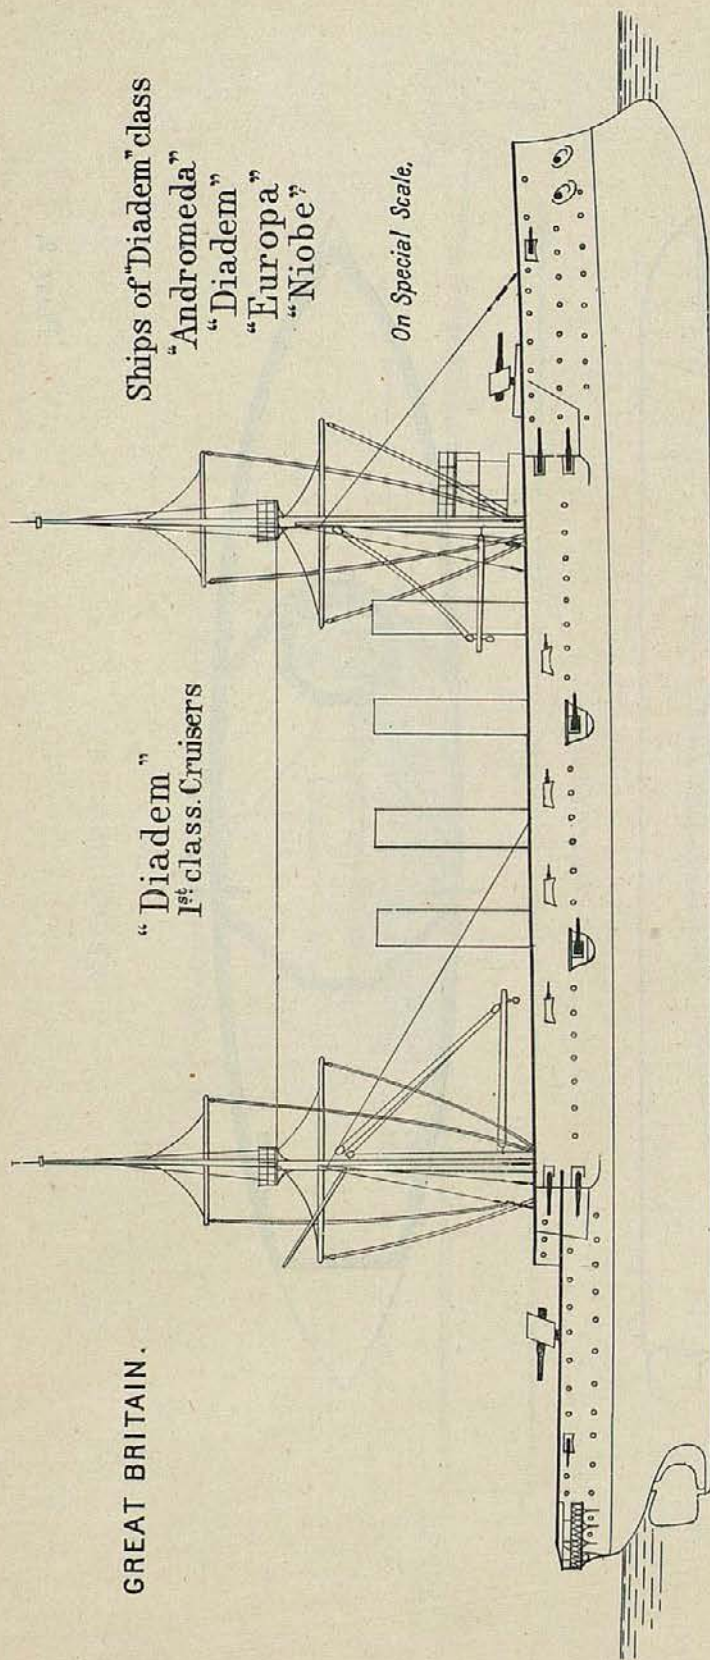 GREAT BRITAIN.
“Diadem”
1st class. Cruisers
Ships of “Diadem” class
“Andromeda”
“Diadem”
“Europa”
“Niobe”
On Special Scale.